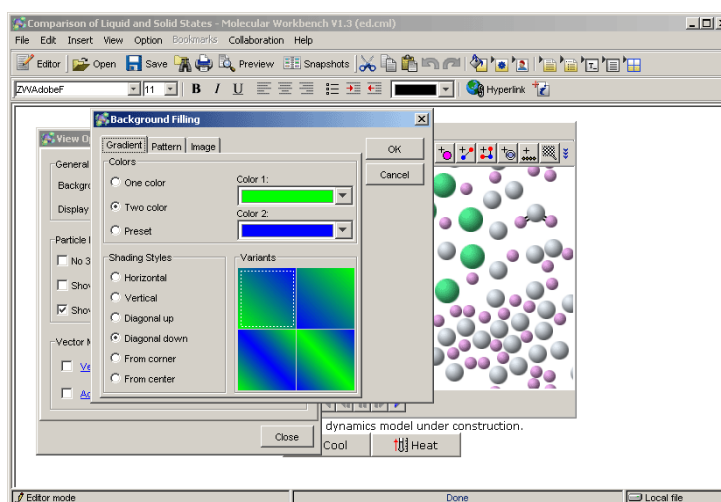 Comparison of Liquid and Solid States - Molecular Workbench V1.3 (ed.cml)
File Edit Insert View Option Bookmarks Collaboration Help
Editor Open Save Preview Snapshots
ZWAdobeF 11 B I U Hyperlink
View Op
General
Backgro
Display
Particle
No 3
Show
Show
Vector M
Ve
Ac
Close
Background Filling
Gradient Pattern Image
Colors
One color
Two color
Preset
Color 1:
Color 2:
Shading Styles
Horizontal
Vertical
Diagonal up
Diagonal down
From corner
From center
Variants
OK
Cancel
dynamics model under construction.
Cool Heat
Editor mode Done Local file